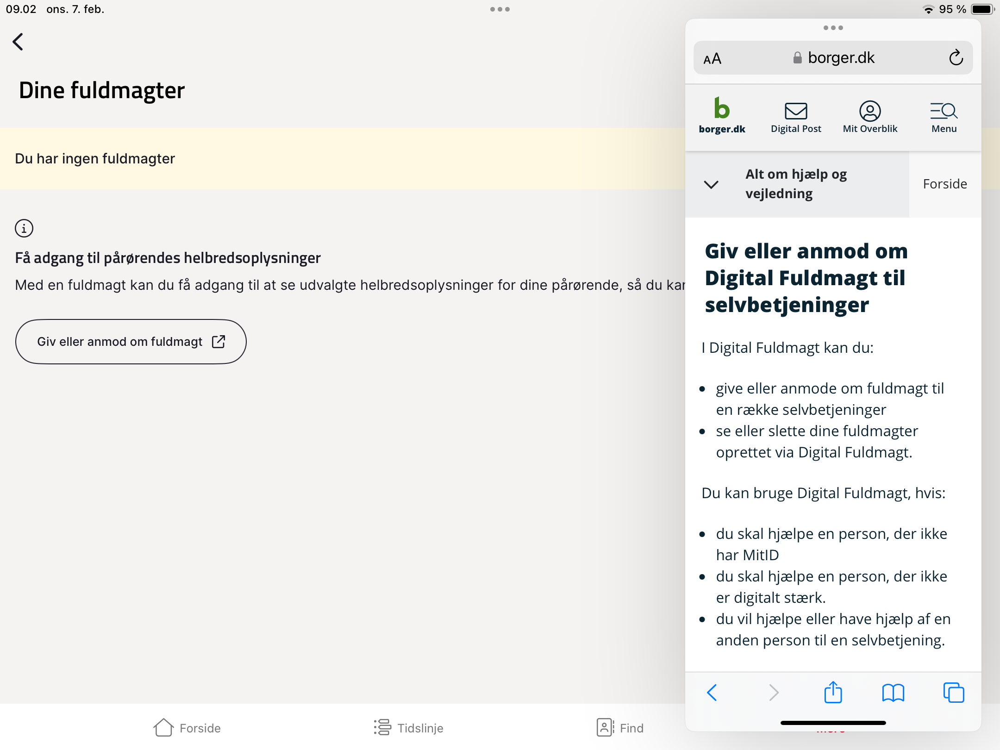 09.02 ons. 7. feb.
95 %
Dine fuldmagter
Du har ingen fuldmagter
Få adgang til pårørendes helbredsoplysninger
Med en fuldmagt kan du få adgang til at se udvalgte helbredsoplysninger for dine pårørende, så du
Giv eller anmod om fuldmagt
Forside
Tidslinje
Find
AA
borger.dk
b
borger.dk
Digital Post
Mit Overblik
Menu
Alt om hjælp og
vejledning
Forside
Giv eller anmod om
Digital Fuldmagt til
selvbetjeninger
I Digital Fuldmagt kan du:
• give eller anmode om fuldmagt til
en række selvbetjeninger
• se eller slette dine fuldmagter
oprettet via Digital Fuldmagt.
Du kan bruge Digital Fuldmagt, hvis:
• du skal hjælpe en person, der ikke
har MitID
• du skal hjælpe en person, der ikke
er digitalt stærk.
• du vil hjælpe eller have hjælp af en
anden person til en selvbetjening.